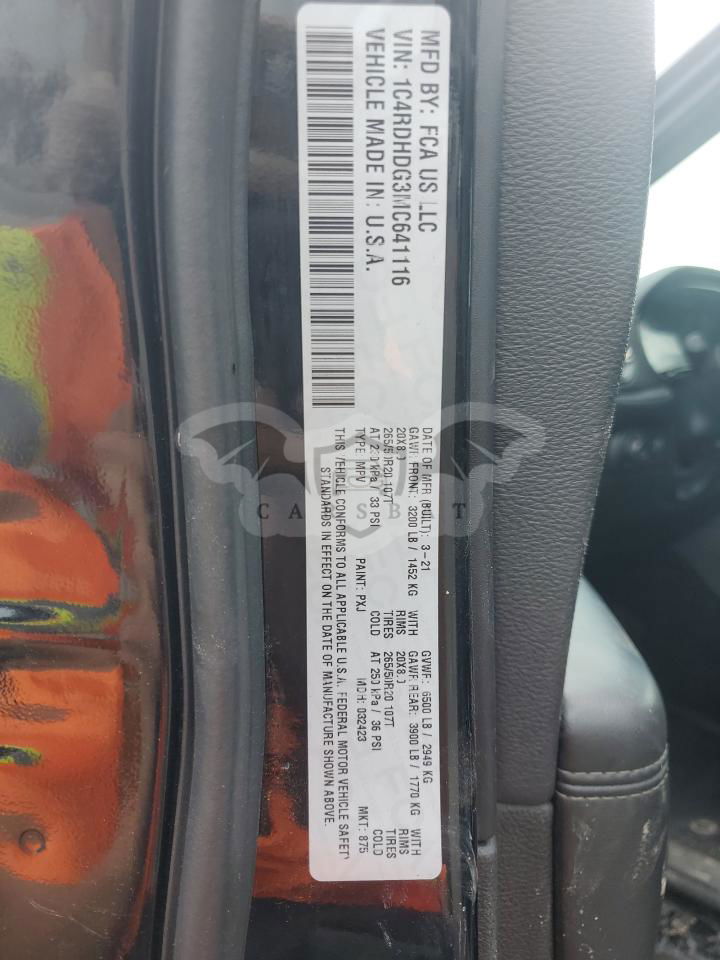 MFD BY: FCA US LLC
VIN: 1C4RDHDG3MC641116
VEHICLE MADE IN: U.S.A.
DATE OF MFR (BUILT): 3-21 GVWR: 6500 LB / 2949 KG
GAWR FRONT: 3200 LB / 1452 KG WITH GAWR REAR: 3900 LB / 1770 KG WITH
20X8.0 RIMS 20X8.0 RIMS
265/50R20 107T TIRES 265/50R20 107T TIRES
AT 230 kPa / 33 PSI COLD AT 250 kPa / 36 PSI COLD
TYPE: MPV PAINT: PXJ MDH: 032423 MKT: 875
THIS VEHICLE CONFORMS TO ALL APPLICABLE U.S.A. FEDERAL MOTOR VEHICLE SAFETY
STANDARDS IN EFFECT ON THE DATE OF MANUFACTURE SHOWN ABOVE.